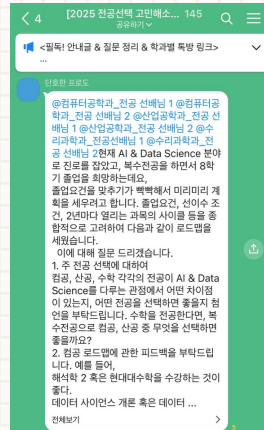 4
[2025 전공선택 고민해소... 145
공유하기
<필독! 안내글 & 질문 정리 & 학과별 톡방 링크>
...
단호한 프로도
@컴퓨터공학과_전공 선배님 1 @컴퓨터공
학과_전공 선배님 2 @산업공학과_전공 선
배님 1 @산업공학과_전공 선배님 2 @수
리과학과_전공선배님 1 @수리과학과_전
공 선배님 2현재 AI & Data Science 분야
로 진로를 잡았고, 복수전공을 하면서 8학
기 졸업을 희망하는데요,
졸업요건을 맞추기가 빡빡해서 미리미리 계
획을 세우려고 합니다. 졸업요건, 선이수 조
건, 2년마다 열리는 과목의 사이클 등을 종
합적으로 고려하여 다음과 같이 로드맵을
세웠습니다.
이에 대해 질문 드리겠습니다.
1. 주 전공 선택에 대하여
컴공, 산공, 수학 각각의 전공이 AI & Data
Science를 다루는 관점에서 어떤 차이점
이 있는지, 어떤 전공을 선택하면 좋을지 첨
언을 부탁드립니다. 수학을 전공한다면, 복
수전공으로 컴공, 산공 중 무엇을 선택하면
좋을까요?
2. 컴공 로드맵에 관한 피드백을 부탁드립
니다. 예를 들어,
해석학 2 혹은 현대대수학을 수강하는 것이
좋다.
데이터 사이언스 개론 혹은 데이터 ...
전체보기